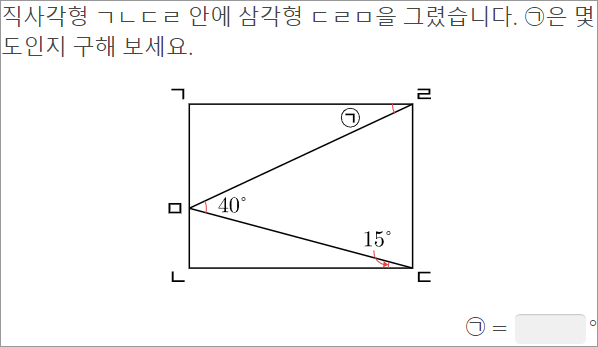 직사각형 ㄱㄴㄷㄹ 안에 삼각형 ㄷㄹㅁ을 그렸습니다. ㉠은 몇
도인지 구해 보세요.
ㄱ ㄹ
㉠
ㅁ 40°
15°
ㄴ ㄷ
㉠ = °